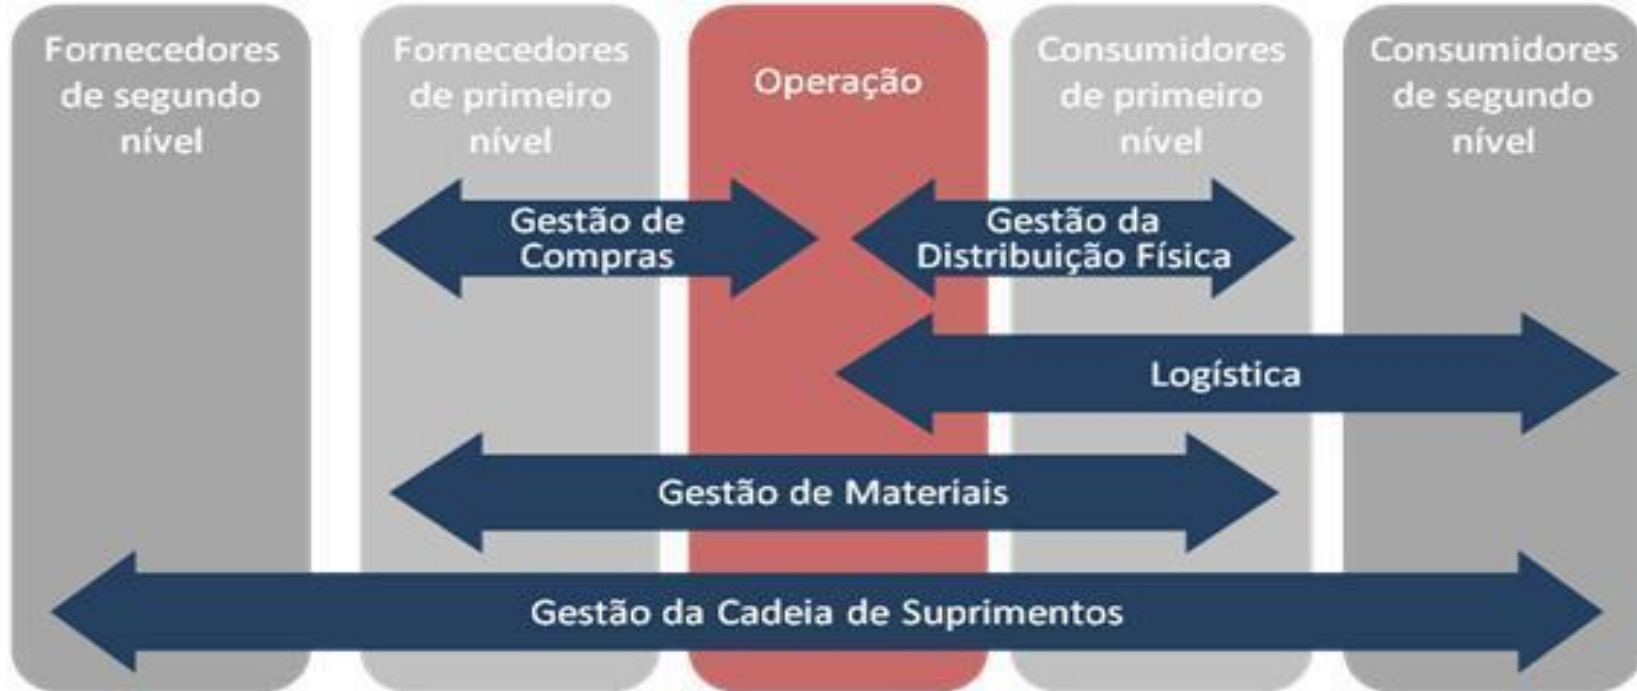 Fornecedores
de segundo
nível
Fornecedores
de primeiro
nível
Operação
Consumidores
de primeiro
nível
Consumidores
de segundo
nível
Gestão de
Compras
Gestão da
Distribuição Física
Logística
Gestão de Materiais
Gestão da Cadeia de Suprimentos